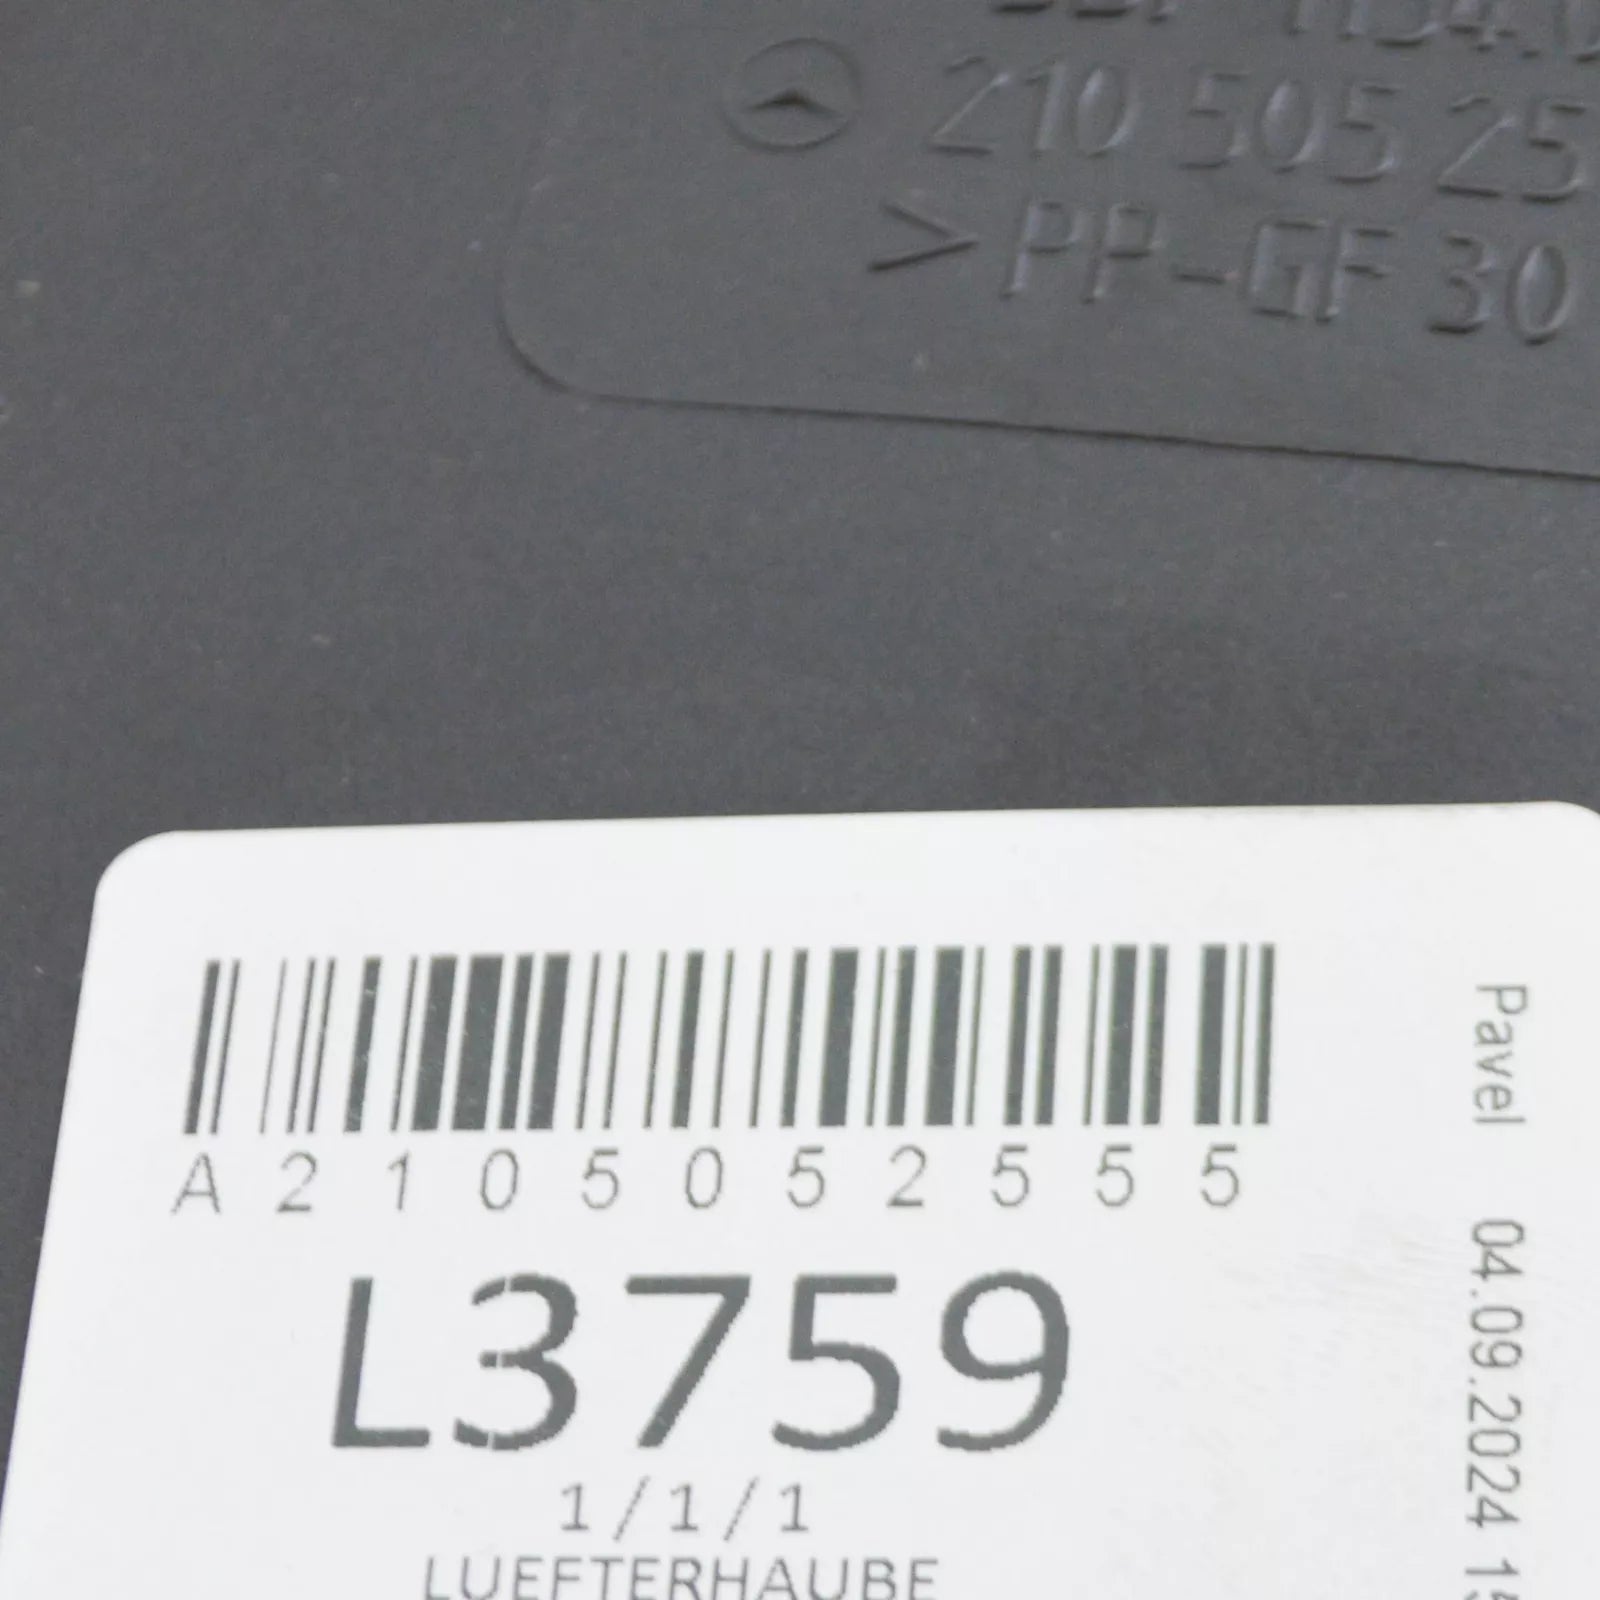 210 505 25
> PP-GF 30
A2105052555
L3759
1/1/1
LUEFTERHAUBE
Pavel 04.09.2024